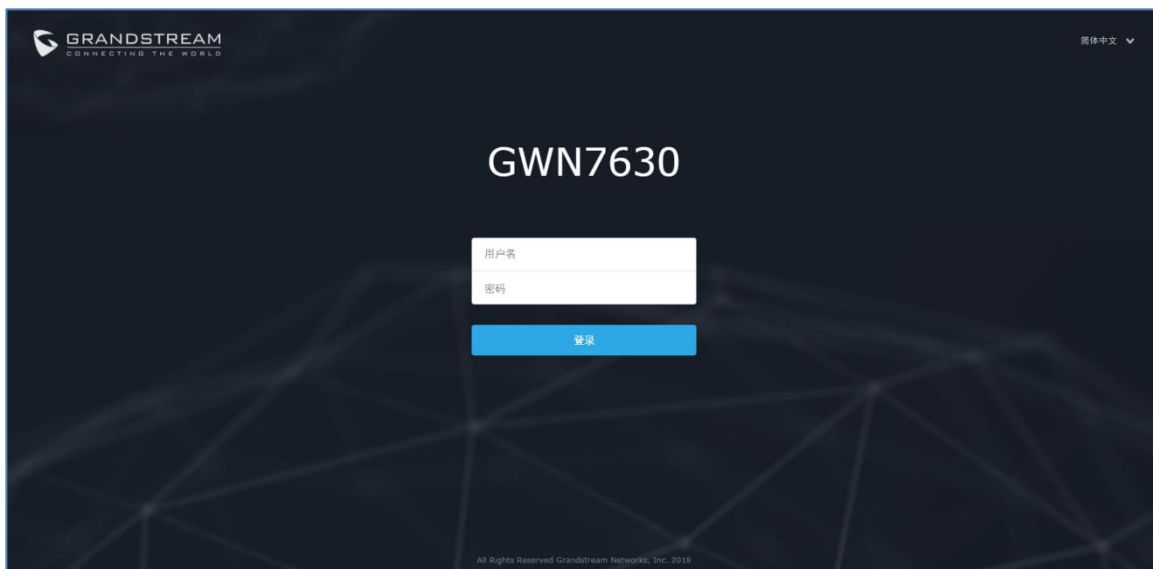 GRANDSTREAM
CONNECTING THE WORLD
简体中文
GWN7630
用户名
密码
登录
All Rights Reserved Grandstream Networks, Inc. 2018